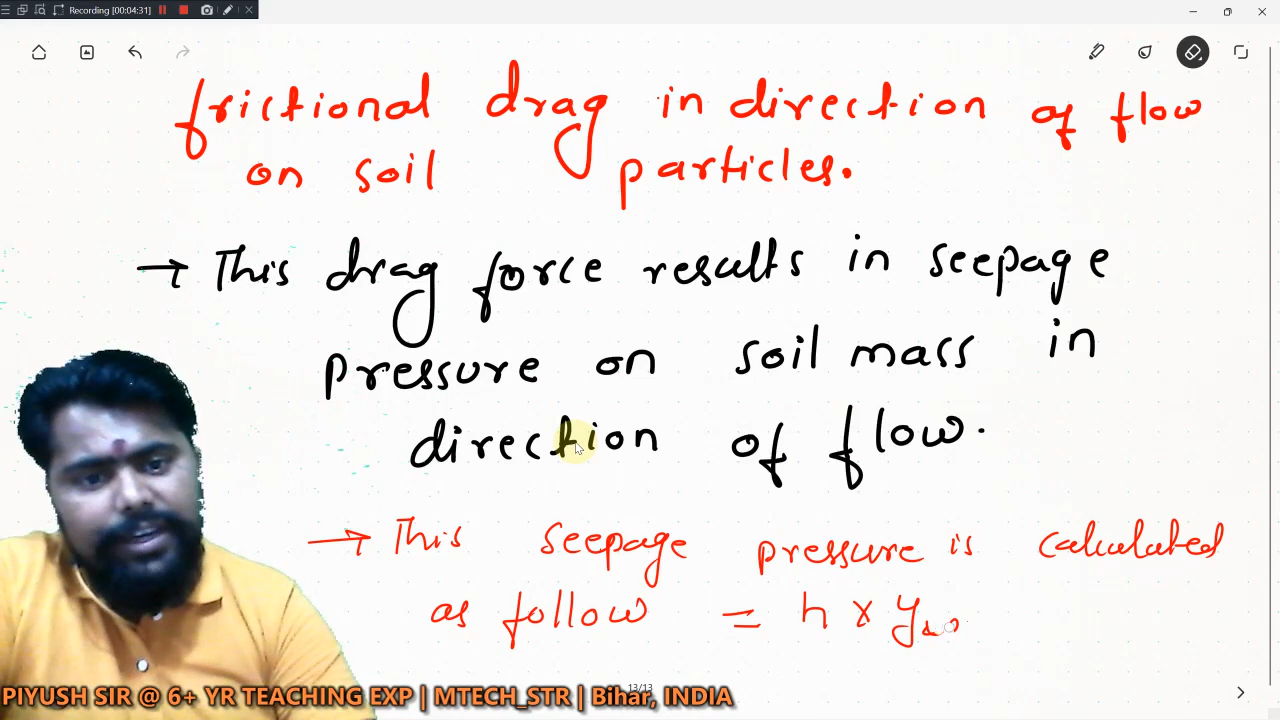 Recording [00:04:31]
frictional drag in direction of flow
on soil particles.
→ This drag force results in seepage
pressure on soil mass in
direction of flow.
→ This seepage pressure is calculated
as follow = h x γw
13/13
PIYUSH SIR @ 6+ YR TEACHING EXP | MTECH_STR | Bihar, INDIA